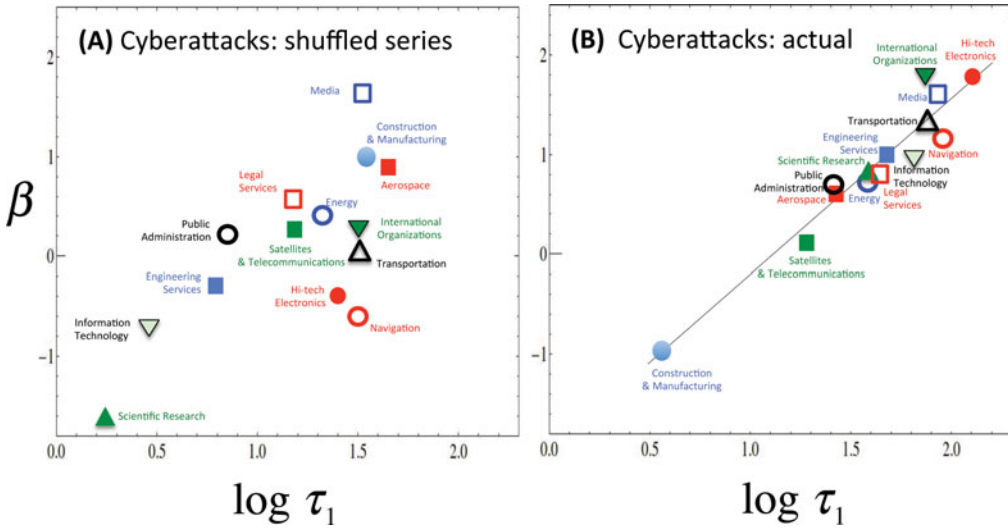 (A) Cyberattacks: shuffled series
2
1
0
-1
β
Media
Construction
& Manufacturing
Aerospace
Legal
Services
Energy
Public
Administration
International
Organizations
Satellites
& Telecommunications
Transportation
Engineering
Services
Hi-tech
Electronics
Information
Technology
Navigation
Scientific Research
0.0
0.5
1.0
1.5
2.0
log τ1
(B) Cyberattacks: actual
2
1
0
-1
International
Organizations
Hi-tech
Electronics
Media
Transportation
Engineering
Services
Navigation
Scientific Research
Information
Technology
Public
Administration
Aerospace
Energy
Legal
Services
Satellites
& Telecommunications
Construction
& Manufacturing
0.0
0.5
1.0
1.5
2.0
log τ1